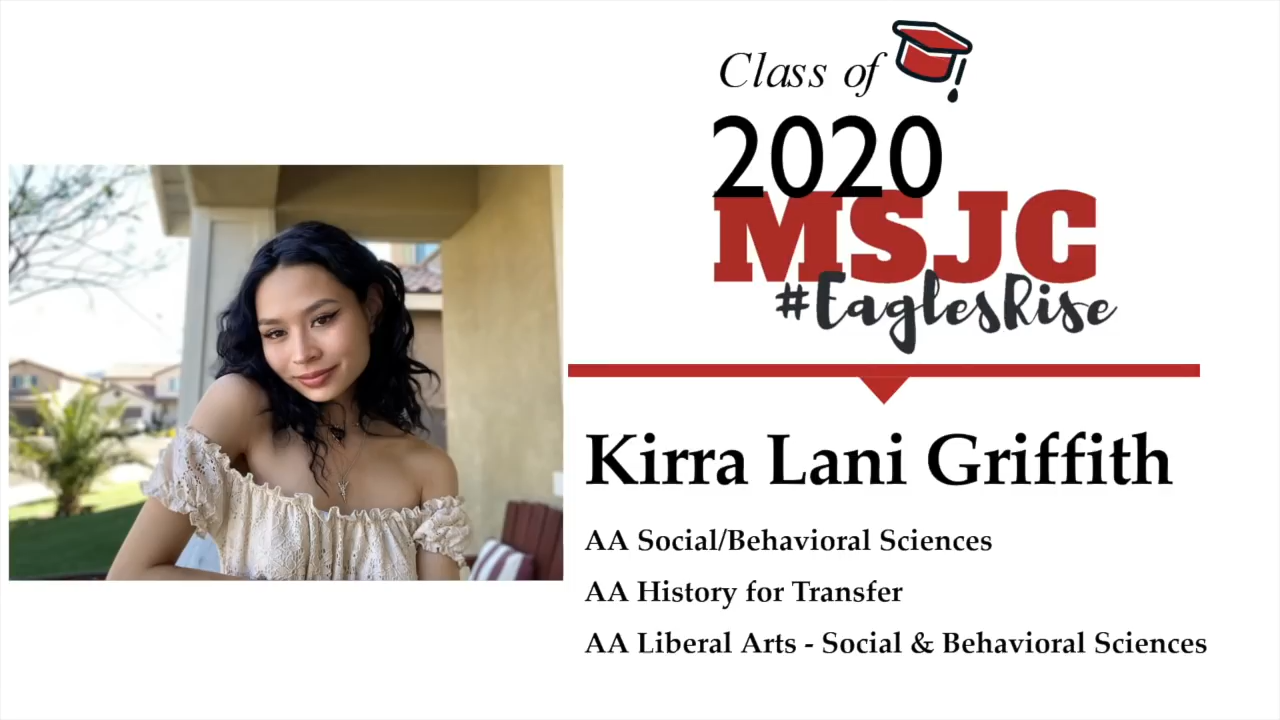 Class of
2020
MSJC
#EaglesRise
Kirra Lani Griffith
AA Social/Behavioral Sciences
AA History for Transfer
AA Liberal Arts - Social & Behavioral Sciences